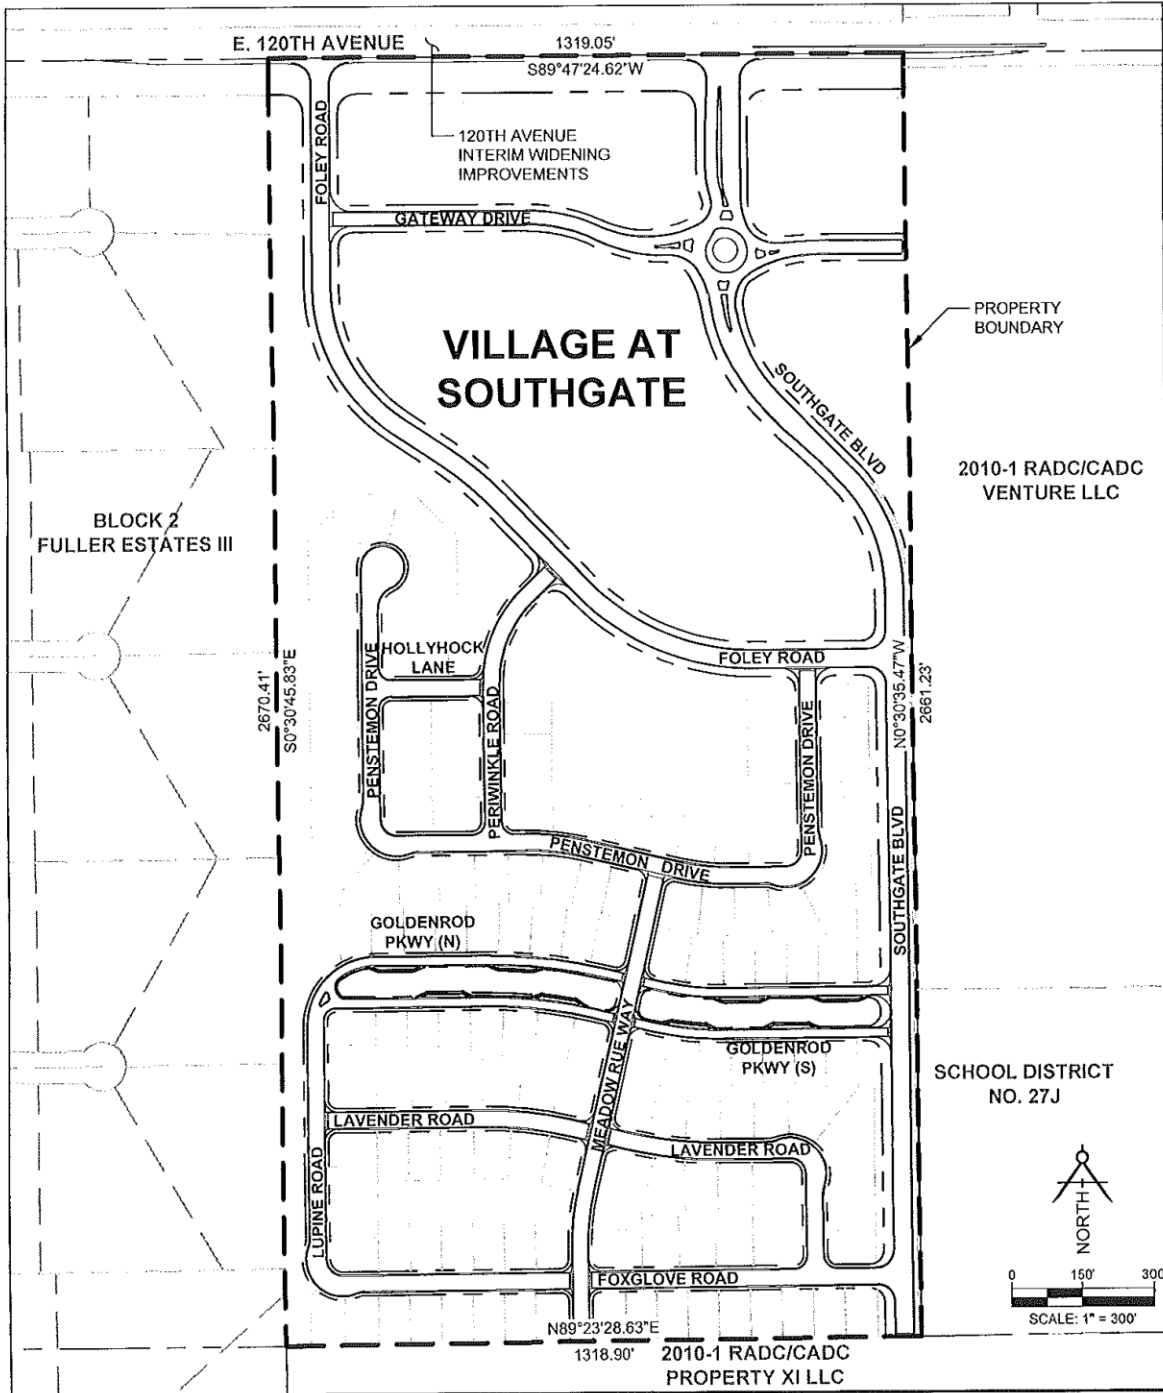 E. 120TH AVENUE
1319.05'
S89°47'24.62"W
FOLEY ROAD
120TH AVENUE
INTERIM WIDENING
IMPROVEMENTS
GATEWAY DRIVE
PROPERTY
BOUNDARY
VILLAGE AT
SOUTHGATE
SOUTHGATE BLVD
2010-1 RADC/CADC
VENTURE LLC
BLOCK 2
FULLER ESTATES III
HOLLYHOCK
LANE
PENSTEMON DRIVE
PERIWINKLE ROAD
FOLEY ROAD
2670.41'
S0°30'45.83"E
N0°30'35.47"W
2661.23'
PENSTEMON DRIVE
PENSTEMON DRIVE
SOUTHGATE BLVD
GOLDENROD
PKWY (N)
MEADOW RUE WAY
GOLDENROD
PKWY (S)
SCHOOL DISTRICT
NO. 27J
LAVENDER ROAD
LAVENDER ROAD
LUPINE ROAD
FOXGLOVE ROAD
NORTH
0 150' 300
SCALE: 1" = 300'
N89°23'28.63"E
1318.90'
2010-1 RADC/CADC
PROPERTY XI LLC